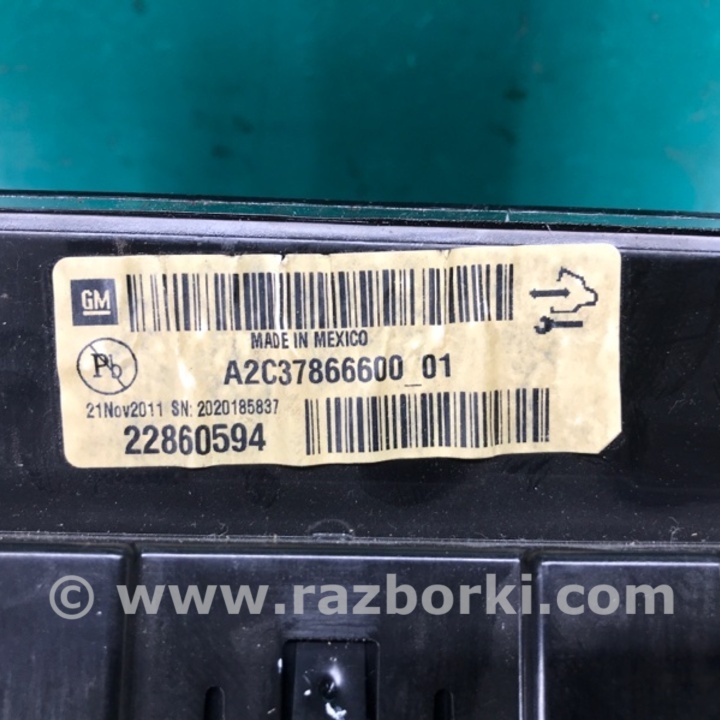 GM
MADE IN MEXICO
Pb
A2C37866600_01
21Nov2011 SN: 2020185837
22860594
© www.razborki.com